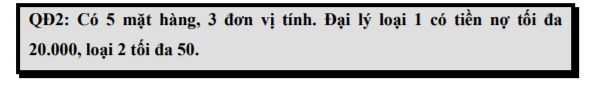 QĐ2: Có 5 mặt hàng, 3 đơn vị tính. Đại lý loại 1 có tiền nợ tối đa
20.000, loại 2 tối đa 50.